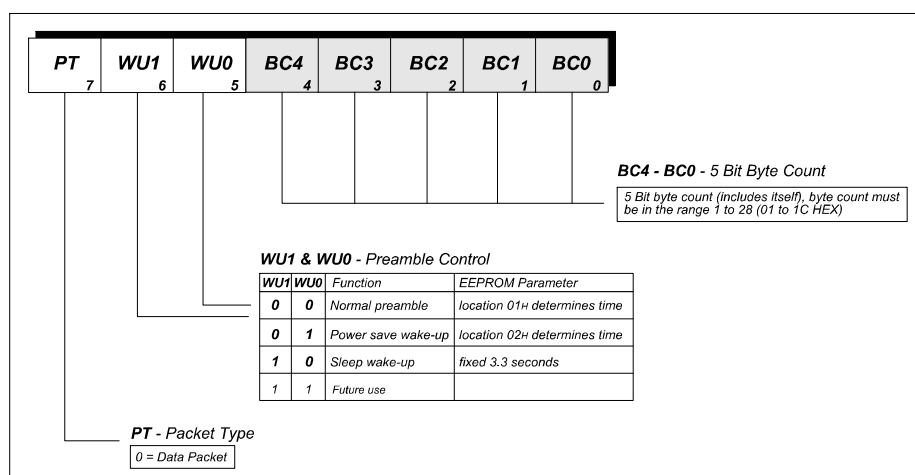 PT WU1 WU0 BC4 BC3 BC2 BC1 BC0
7 6 5 4 3 2 1 0
BC4 - BC0 - 5 Bit Byte Count
5 Bit byte count (includes itself), byte count must
be in the range 1 to 28 (01 to 1C HEX)
WU1 & WU0 - Preamble Control
WU1 WU0 Function EEPROM Parameter
0 0 Normal preamble location 01H determines time
0 1 Power save wake-up location 02H determines time
1 0 Sleep wake-up fixed 3.3 seconds
1 1 Future use
PT - Packet Type
0 = Data Packet